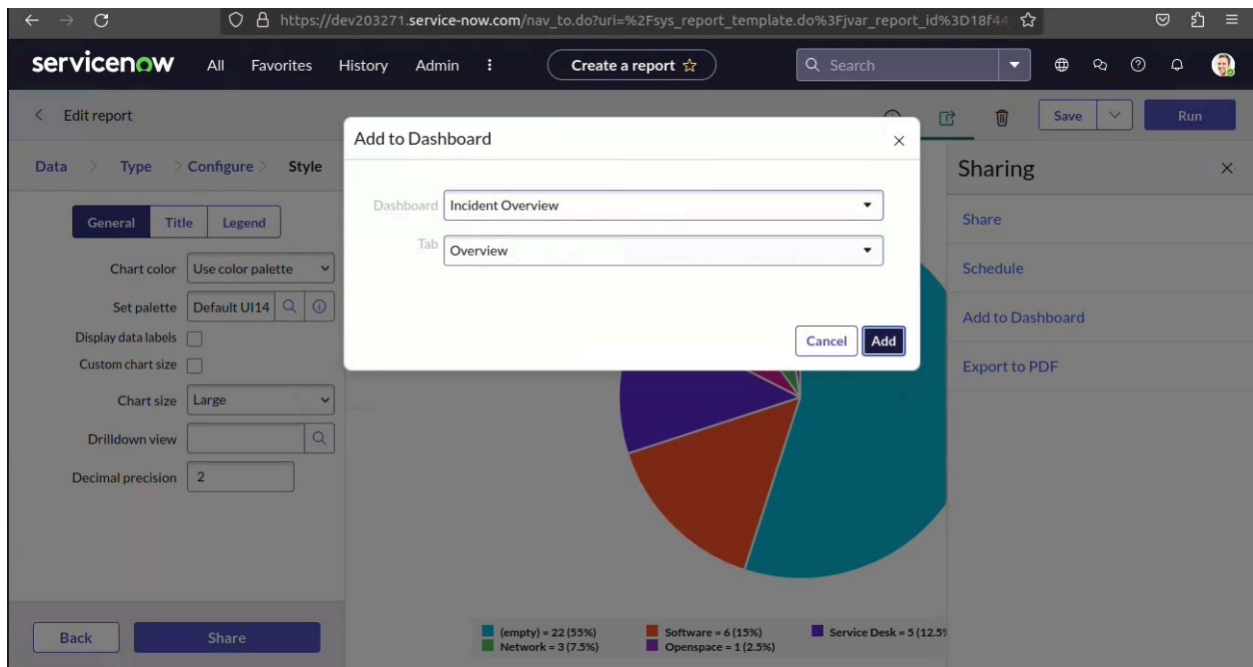 https://dev203271.service-now.com/nav_to.do?uri=%2Fsys_report_template.do%3Fjvar_report_id%3D18f44
servicenow All Favorites History Admin Create a report Search
Edit report Save Run
Data > Type > Configure > Style
General Title Legend
Chart color Use color palette
Set palette Default UI14
Display data labels
Custom chart size
Chart size Large
Drilldown view
Decimal precision 2
Back Share
Add to Dashboard
Dashboard Incident Overview
Tab Overview
Cancel Add
(empty) = 22 (55%) Software = 6 (15%) Service Desk = 5 (12.5%
Network = 3 (7.5%) Openspace = 1 (2.5%)
Sharing
Share
Schedule
Add to Dashboard
Export to PDF